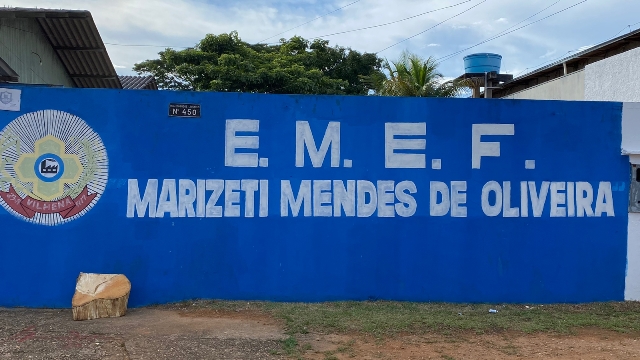 Nº 450
E. M. E. F.
MARIZETI MENDES DE OLIVEIRA
VILHENA